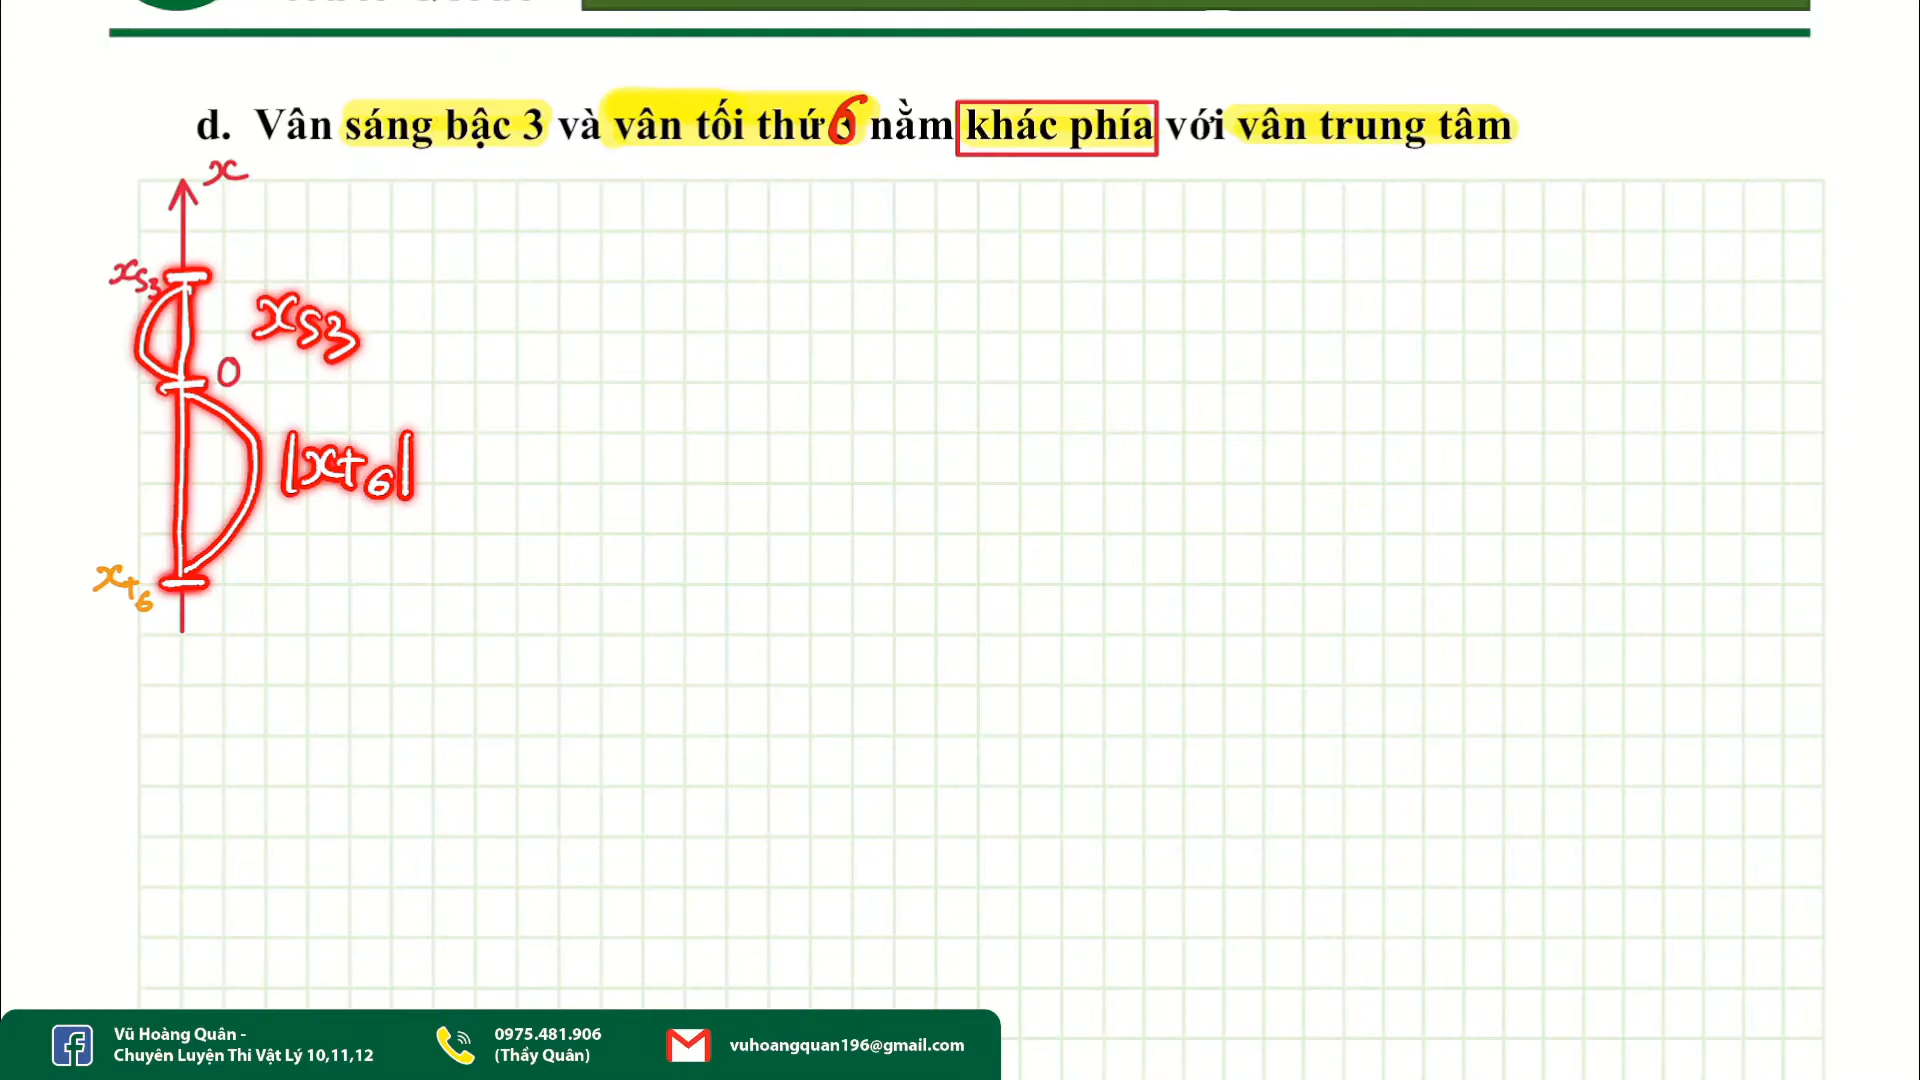 d. Vân sáng bậc 3 và vân tối thứ 6 nằm khác phía với vân trung tâm
x
xs3
xs3
O
|xt6|
xt6
Vũ Hoàng Quân -
Chuyên Luyện Thi Vật Lý 10,11,12
0975.481.906
(Thầy Quân)
vuhoangquan196@gmail.com